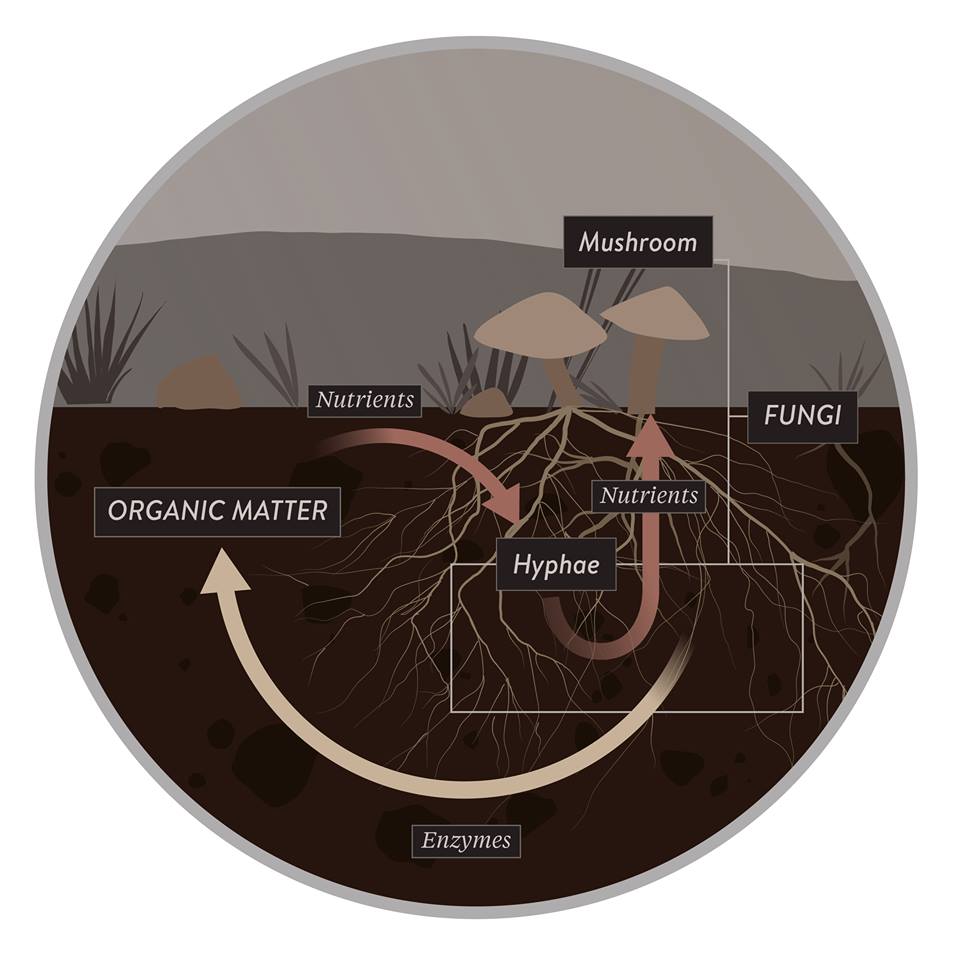 Mushroom
Nutrients
FUNGI
Nutrients
ORGANIC MATTER
Hyphae
Enzymes